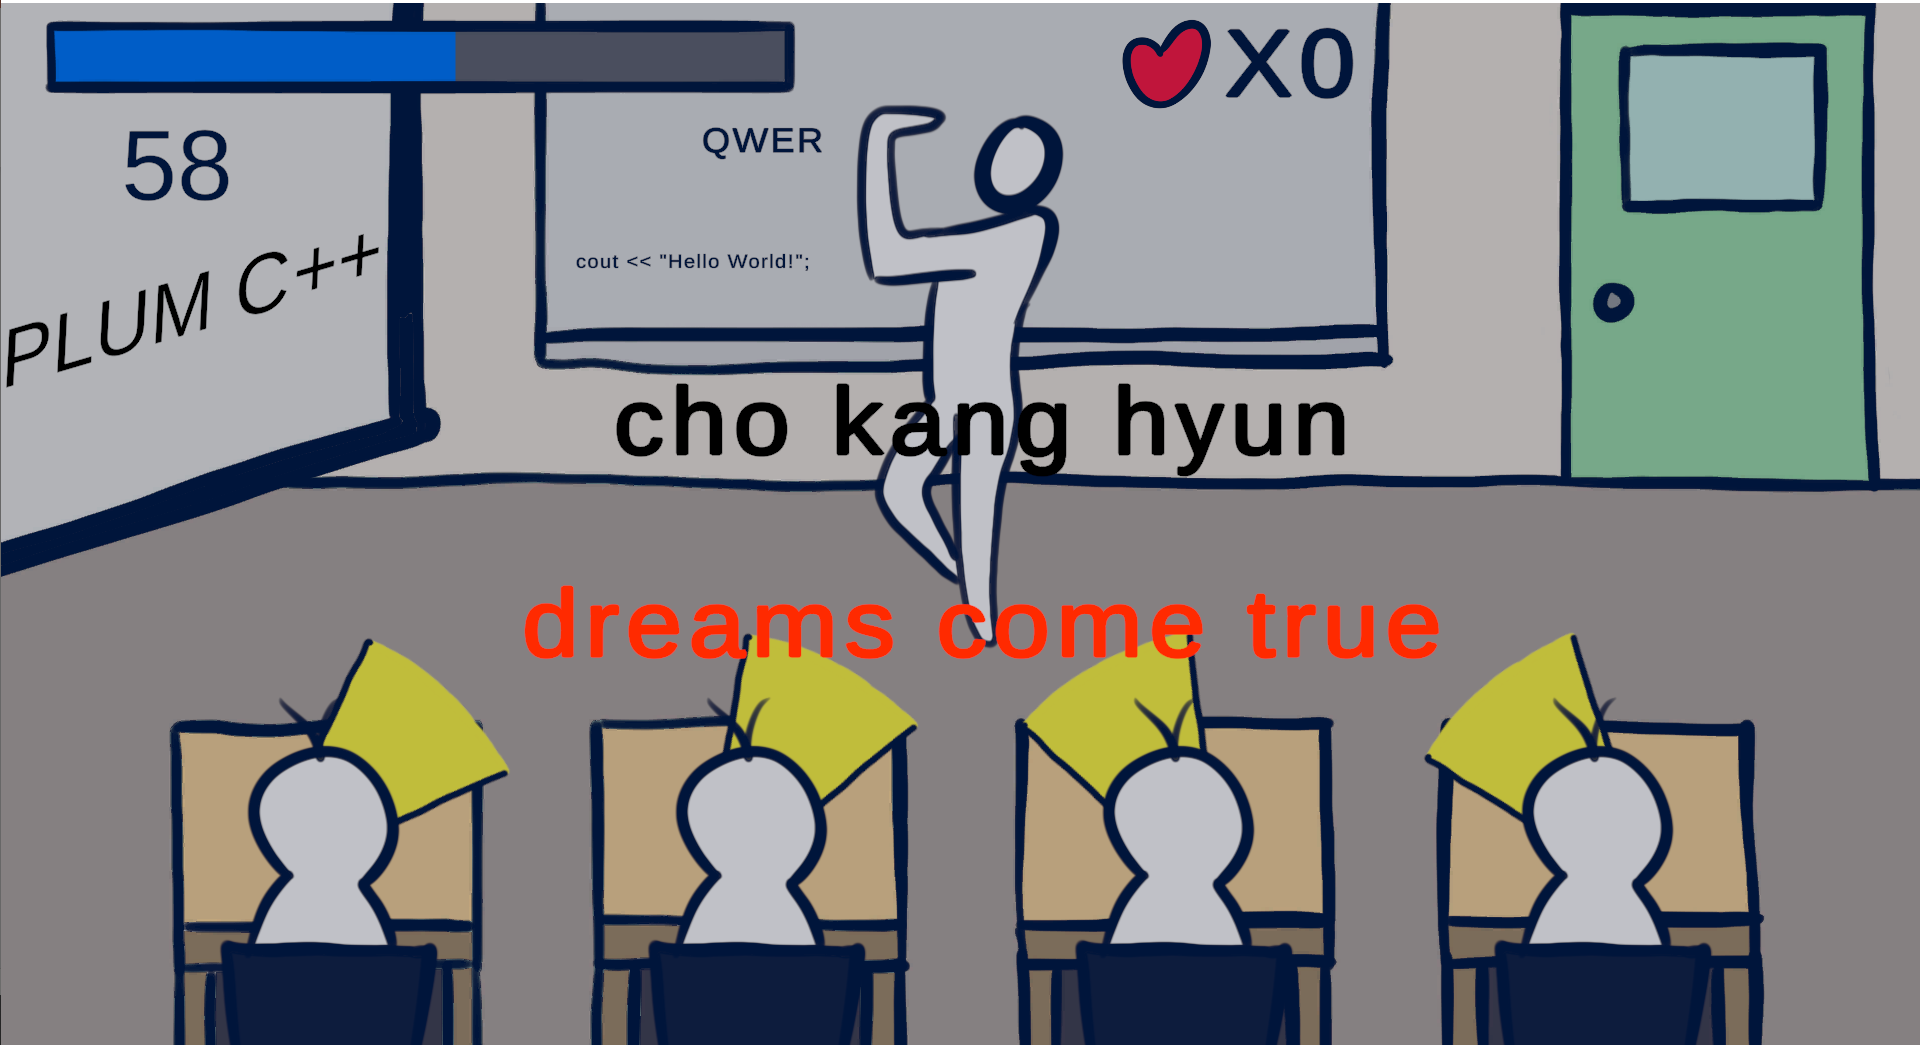 X0
58
QWER
PLUM C++
cout << "Hello World!";
cho kang hyun
dreams come true